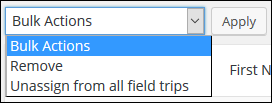 Bulk Actions Apply
Bulk Actions
Remove First N
Unassign from all field trips